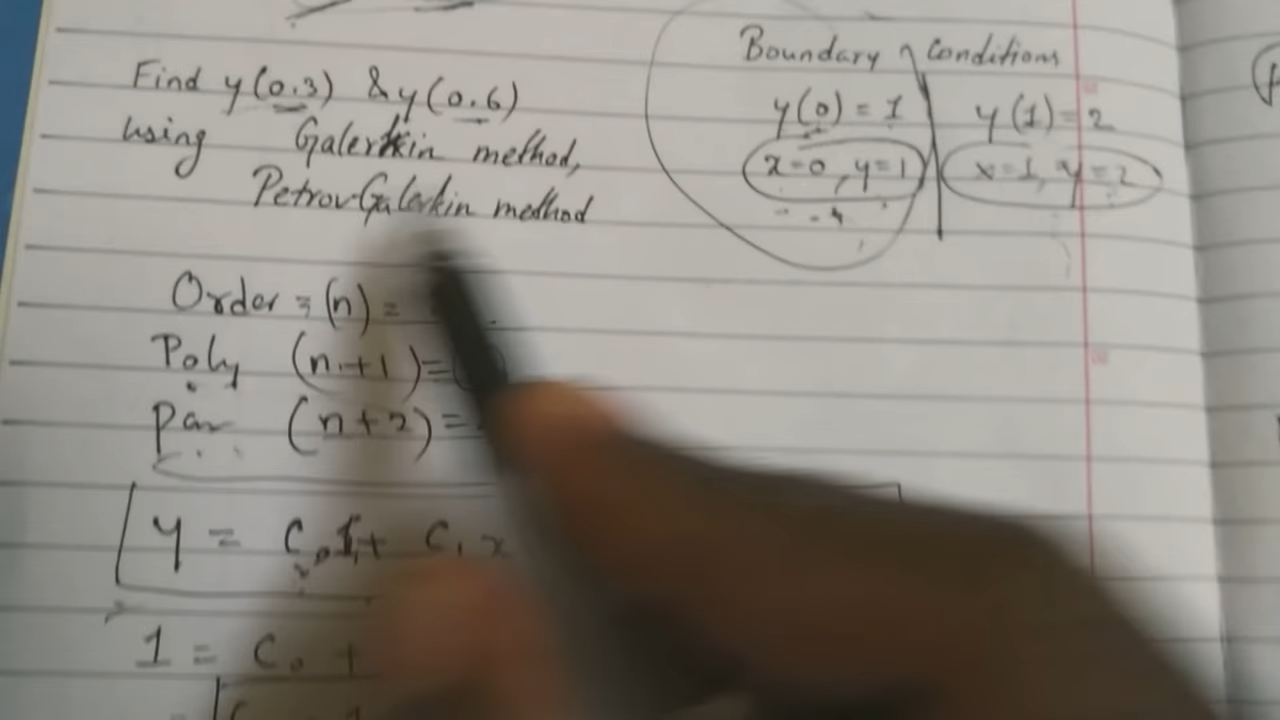 Find y(0.3) & y(0.6)
using Galerkin method,
Petrov-Galerkin method
Boundary Conditions
y(0) = 1
x=0, y=1
y(1) = 2
x=1, y=2
Order = (n) =
Poly (n+1) =
Par (n+2) =
y = C₀1 + C₁x
1 = C₀ +